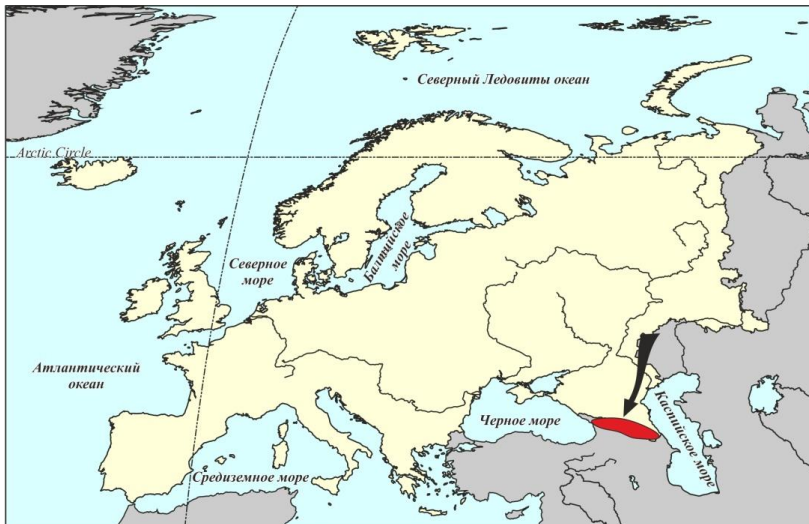 Северный Ледовиты океан
Arctic Circle
Северное
море
Балтийское
море
Атлантический
океан
Черное море
Каспийское море
Средиземное море